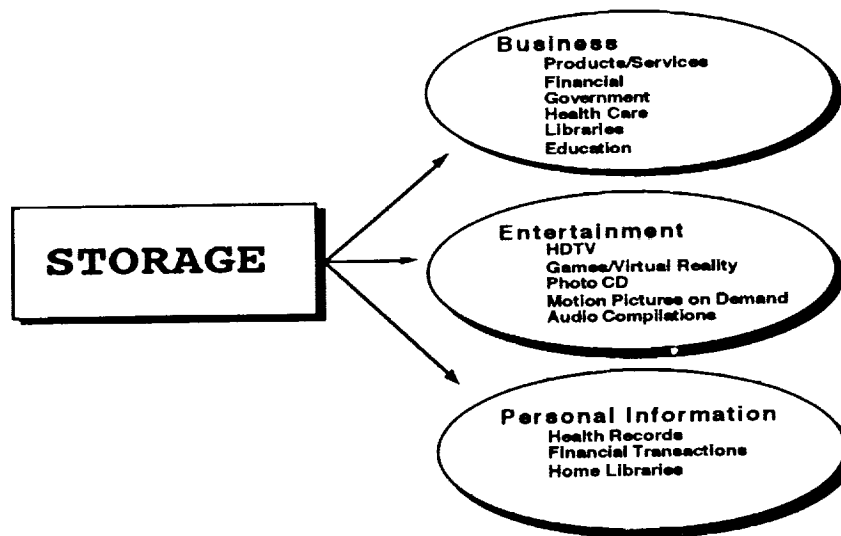 STORAGE
Business
Products/Services
Financial
Government
Health Care
Libraries
Education
Entertainment
HDTV
Games/Virtual Reality
Photo CD
Motion Pictures on Demand
Audio Compilations
Personal Information
Health Records
Financial Transactions
Home Libraries